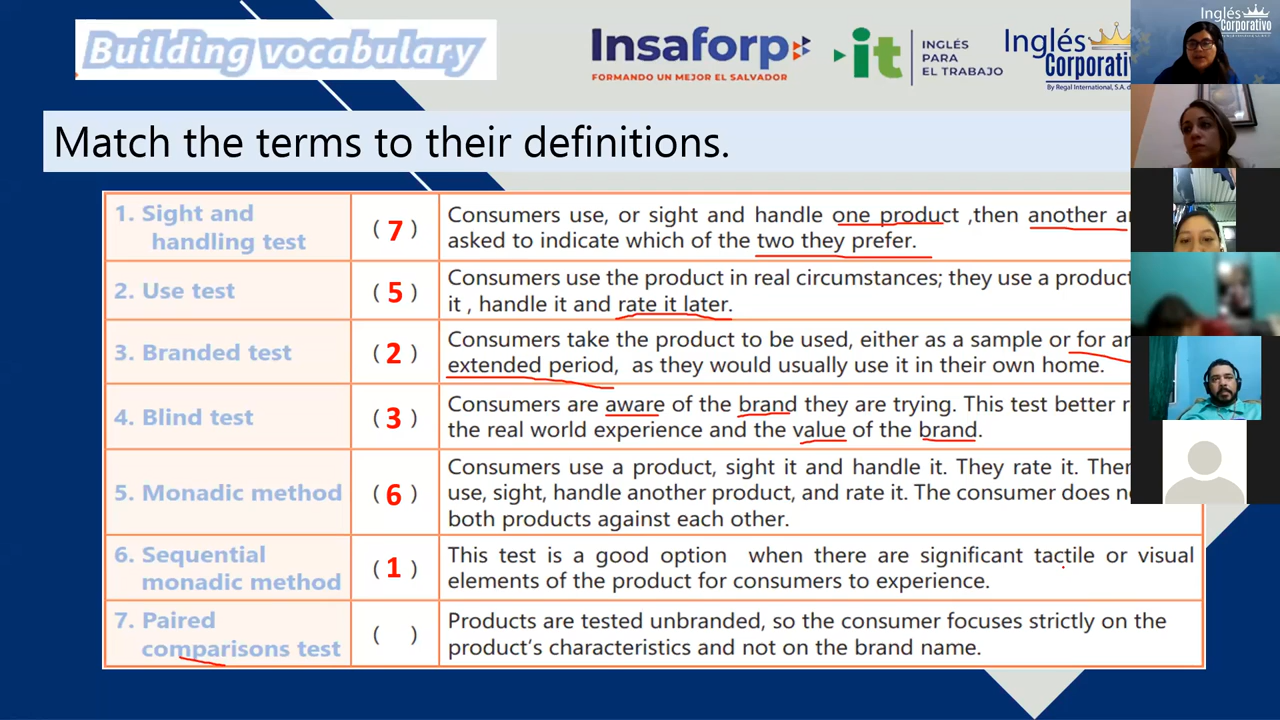 Building vocabulary
Insaforp
FORMANDO UN MEJOR EL SALVADOR
it
INGLÉS
PARA
EL TRABAJO
Inglés
Corporativ
By Regal International, S.A. d
Inglés
Corporativo
Match the terms to their definitions.
1. Sight and
handling test
( 7 )
Consumers use, or sight and handle one product ,then another
asked to indicate which of the two they prefer.
2. Use test
( 5 )
Consumers use the product in real circumstances; they use a product
it , handle it and rate it later.
3. Branded test
( 2 )
Consumers take the product to be used, either as a sample or for
extended period, as they would usually use it in their own home.
4. Blind test
( 3 )
Consumers are aware of the brand they are trying. This test better
the real world experience and the value of the brand.
5. Monadic method
( 6 )
Consumers use a product, sight it and handle it. They rate it.
use, sight, handle another product, and rate it. The consumer does
both products against each other.
6. Sequential
monadic method
( 1 )
This test is a good option when there are significant tactile or visual
elements of the product for consumers to experience.
7. Paired
comparisons test
( )
Products are tested unbranded, so the consumer focuses strictly on the
product's characteristics and not on the brand name.